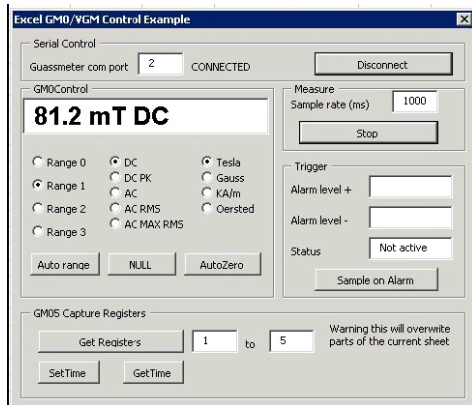 Excel GM0/VGM Control Example
Serial Control
Guassmeter com port 2 CONNECTED Disconnect
GM0Control
81.2 mT DC
Range 0
Range 1
Range 2
Range 3
DC
DC PK
AC
AC RMS
AC MAX RMS
Tesla
Gauss
KA/m
Oersted
Auto range NULL AutoZero
Measure
Sample rate (ms) 1000
Stop
Trigger
Alarm level +
Alarm level -
Status Not active
Sample on Alarm
GM05 Capture Registers
Get Registers 1 to 5
Warning this will overwrite
parts of the current sheet
SetTime GetTime